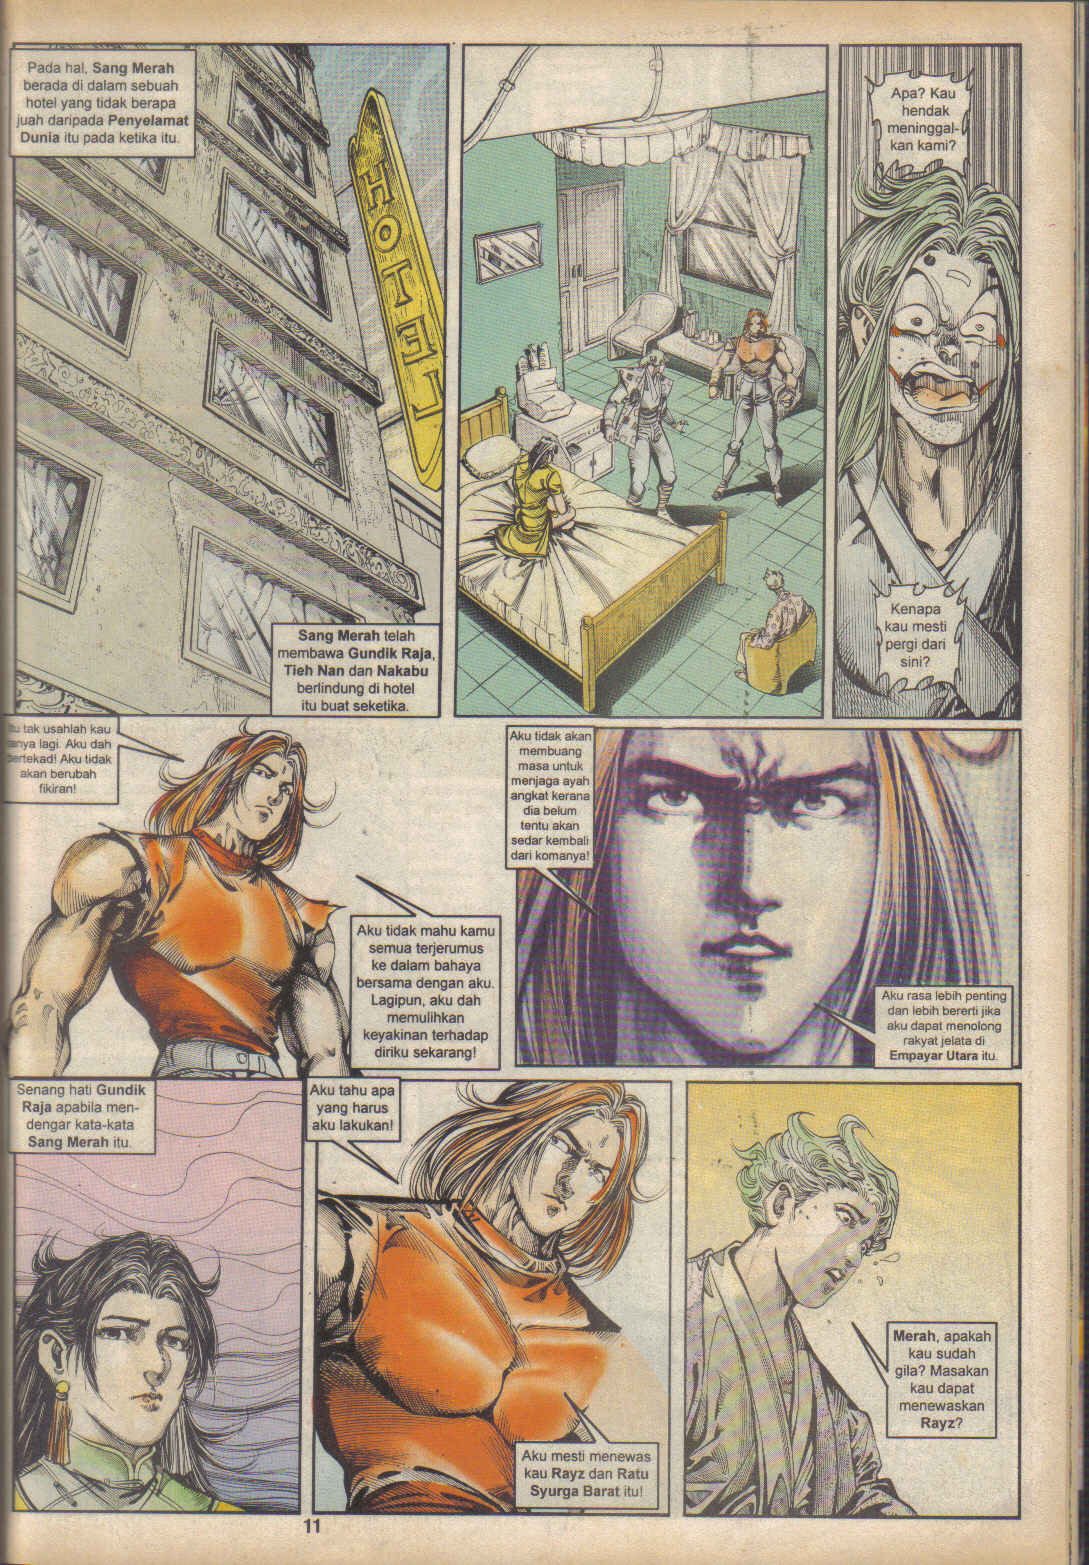 Pada hal, Sang Merah
berada di dalam sebuah
hotel yang tidak berapa
juah daripada Penyelamat
Dunia itu pada ketika itu.
HOTEL
Sang Merah telah
membawa Gundik Raja,
Tieh Nan dan Nakabu
berlindung di hotel
itu buat seketika.
Apa? Kau
hendak
meninggal-
kan kami?
Kenapa
kau mesti
pergi dari
sini?
tak usahlah kau
lagi. Aku dah
Aku tidak
akan berubah
fikiran!
Aku tidak mahu kamu
semua terjerumus
ke dalam bahaya
bersama dengan aku.
Lagipun, aku dah
memulihkan
keyakinan terhadap
diriku sekarang!
Aku tidak akan
membuang
masa untuk
menjaga ayah
angkat kerana
dia belum
tentu akan
sedar kembali
dari komanya!
Aku rasa lebih penting
dan lebih bererti jika
aku dapat menolong
rakyat jelata di
Empayar Utara itu.
Senang hati Gundik
Raja apabila men-
dengar kata-kata
Sang Merah itu.
Aku tahu apa
yang harus
aku lakukan!
Aku mesti menewas
kau Rayz dan Ratu
Syurga Barat itu!
Merah, apakah
kau sudah
gila? Masakan
kau dapat
menewaskan
Rayz?
11